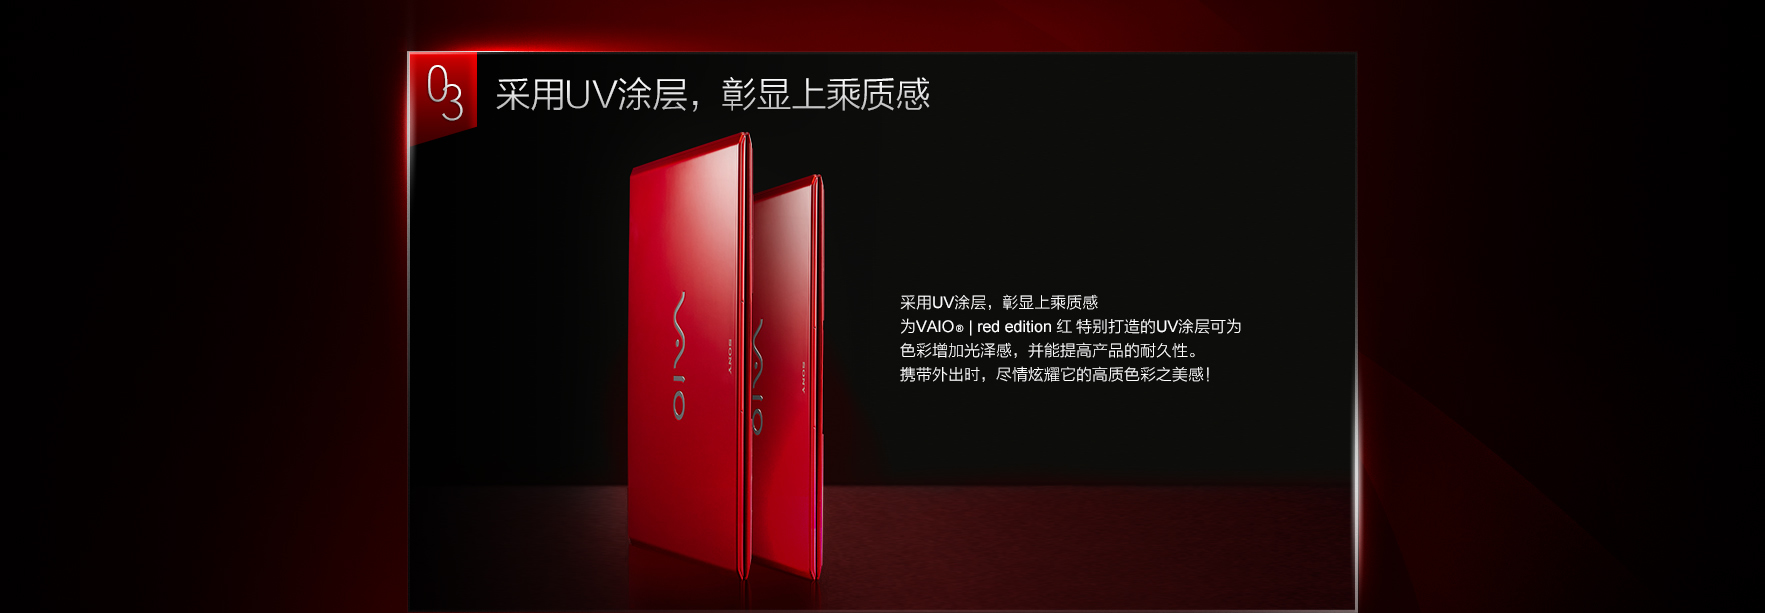 03
采用UV涂层，彰显上乘质感
VAIO
SONY
VAIO
SONY
采用UV涂层，彰显上乘质感
为VAIO® | red edition 红 特别打造的UV涂层可为
色彩增加光泽感，并能提高产品的耐久性。
携带外出时，尽情炫耀它的高质色彩之美感！